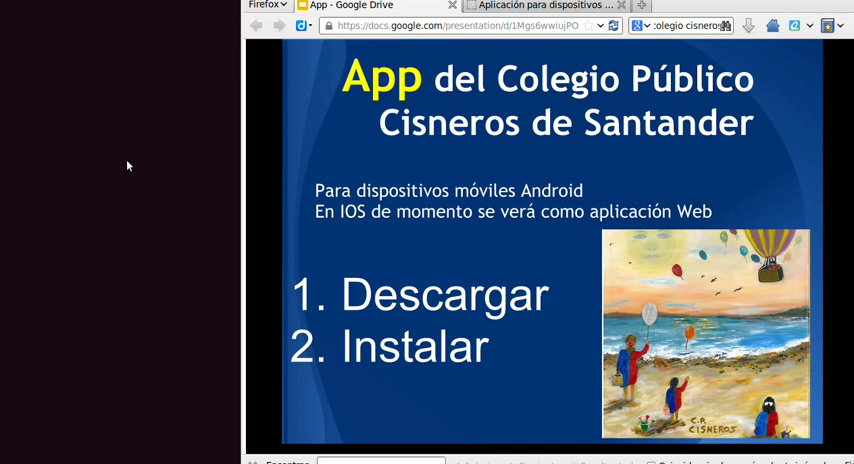 Firefox
App - Google Drive
Aplicación para dispositivos ...
https://docs.google.com/presentation/d/1Mgs6wwiujPO
:olegio cisneros
App del Colegio Público
Cisneros de Santander
Para dispositivos móviles Android
En IOS de momento se verá como aplicación Web
1. Descargar
2. Instalar
C.P.
CISNEROS